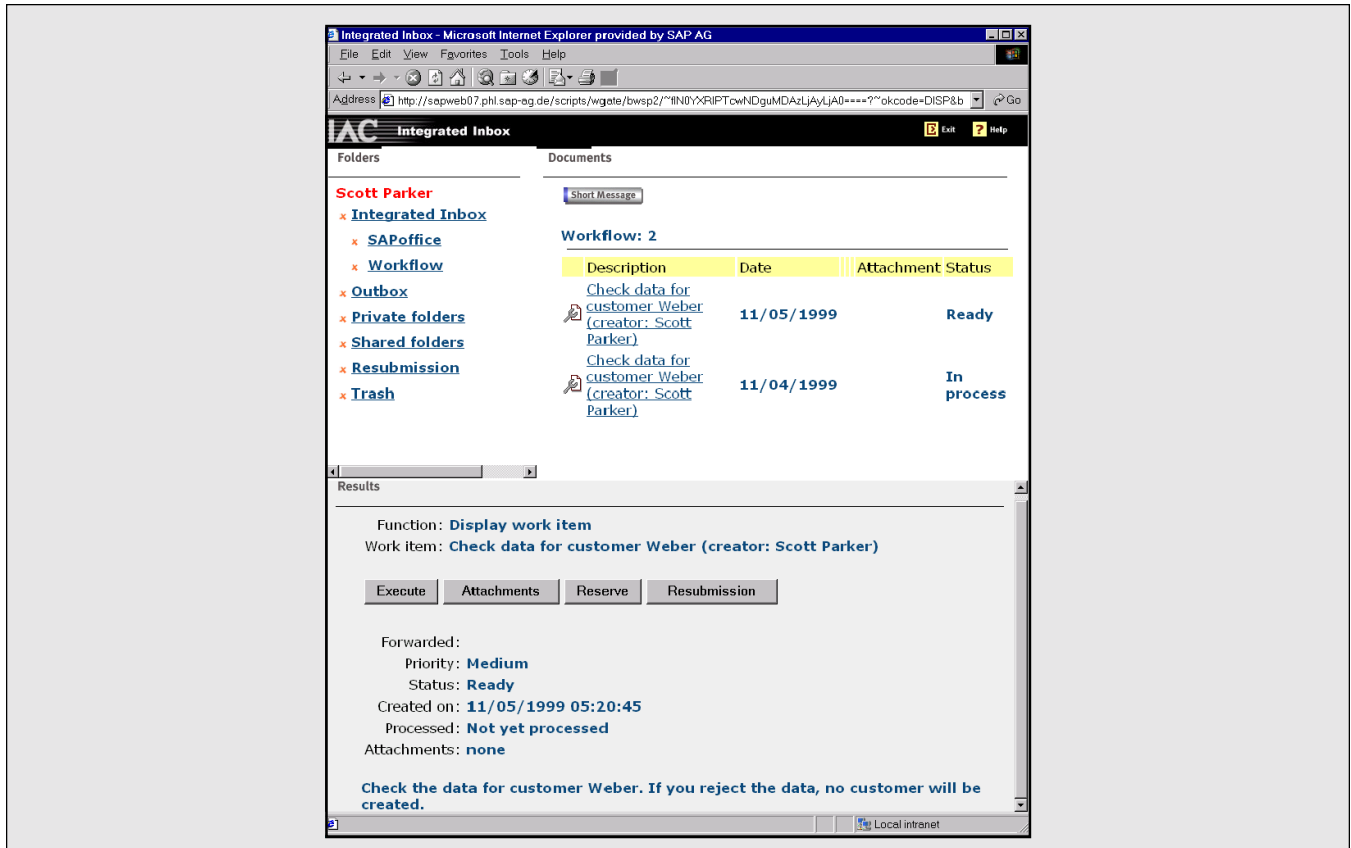 Integrated Inbox - Microsoft Internet Explorer provided by SAP AG
File Edit View Favorites Tools Help
Address http://sapweb07.phl.sap-ag.de/scripts/wgate/bwsp2/ Go
IAC Integrated Inbox Exit ? Help
Folders
Scott Parker
x Integrated Inbox
x SAPoffice
x Workflow
x Outbox
x Private folders
x Shared folders
x Resubmission
x Trash
Documents
Short Message
Workflow: 2
Description Date Attachment Status
Check data for
customer Weber
(creator: Scott
Parker)
11/05/1999
Ready
Check data for
customer Weber
(creator: Scott
Parker)
11/04/1999
In
process
Results
Function: Display work item
Work item: Check data for customer Weber (creator: Scott Parker)
Execute Attachments Reserve Resubmission
Forwarded:
Priority: Medium
Status: Ready
Created on: 11/05/1999 05:20:45
Processed: Not yet processed
Attachments: none
Check the data for customer Weber. If you reject the data, no customer will be
created.
Local intranet